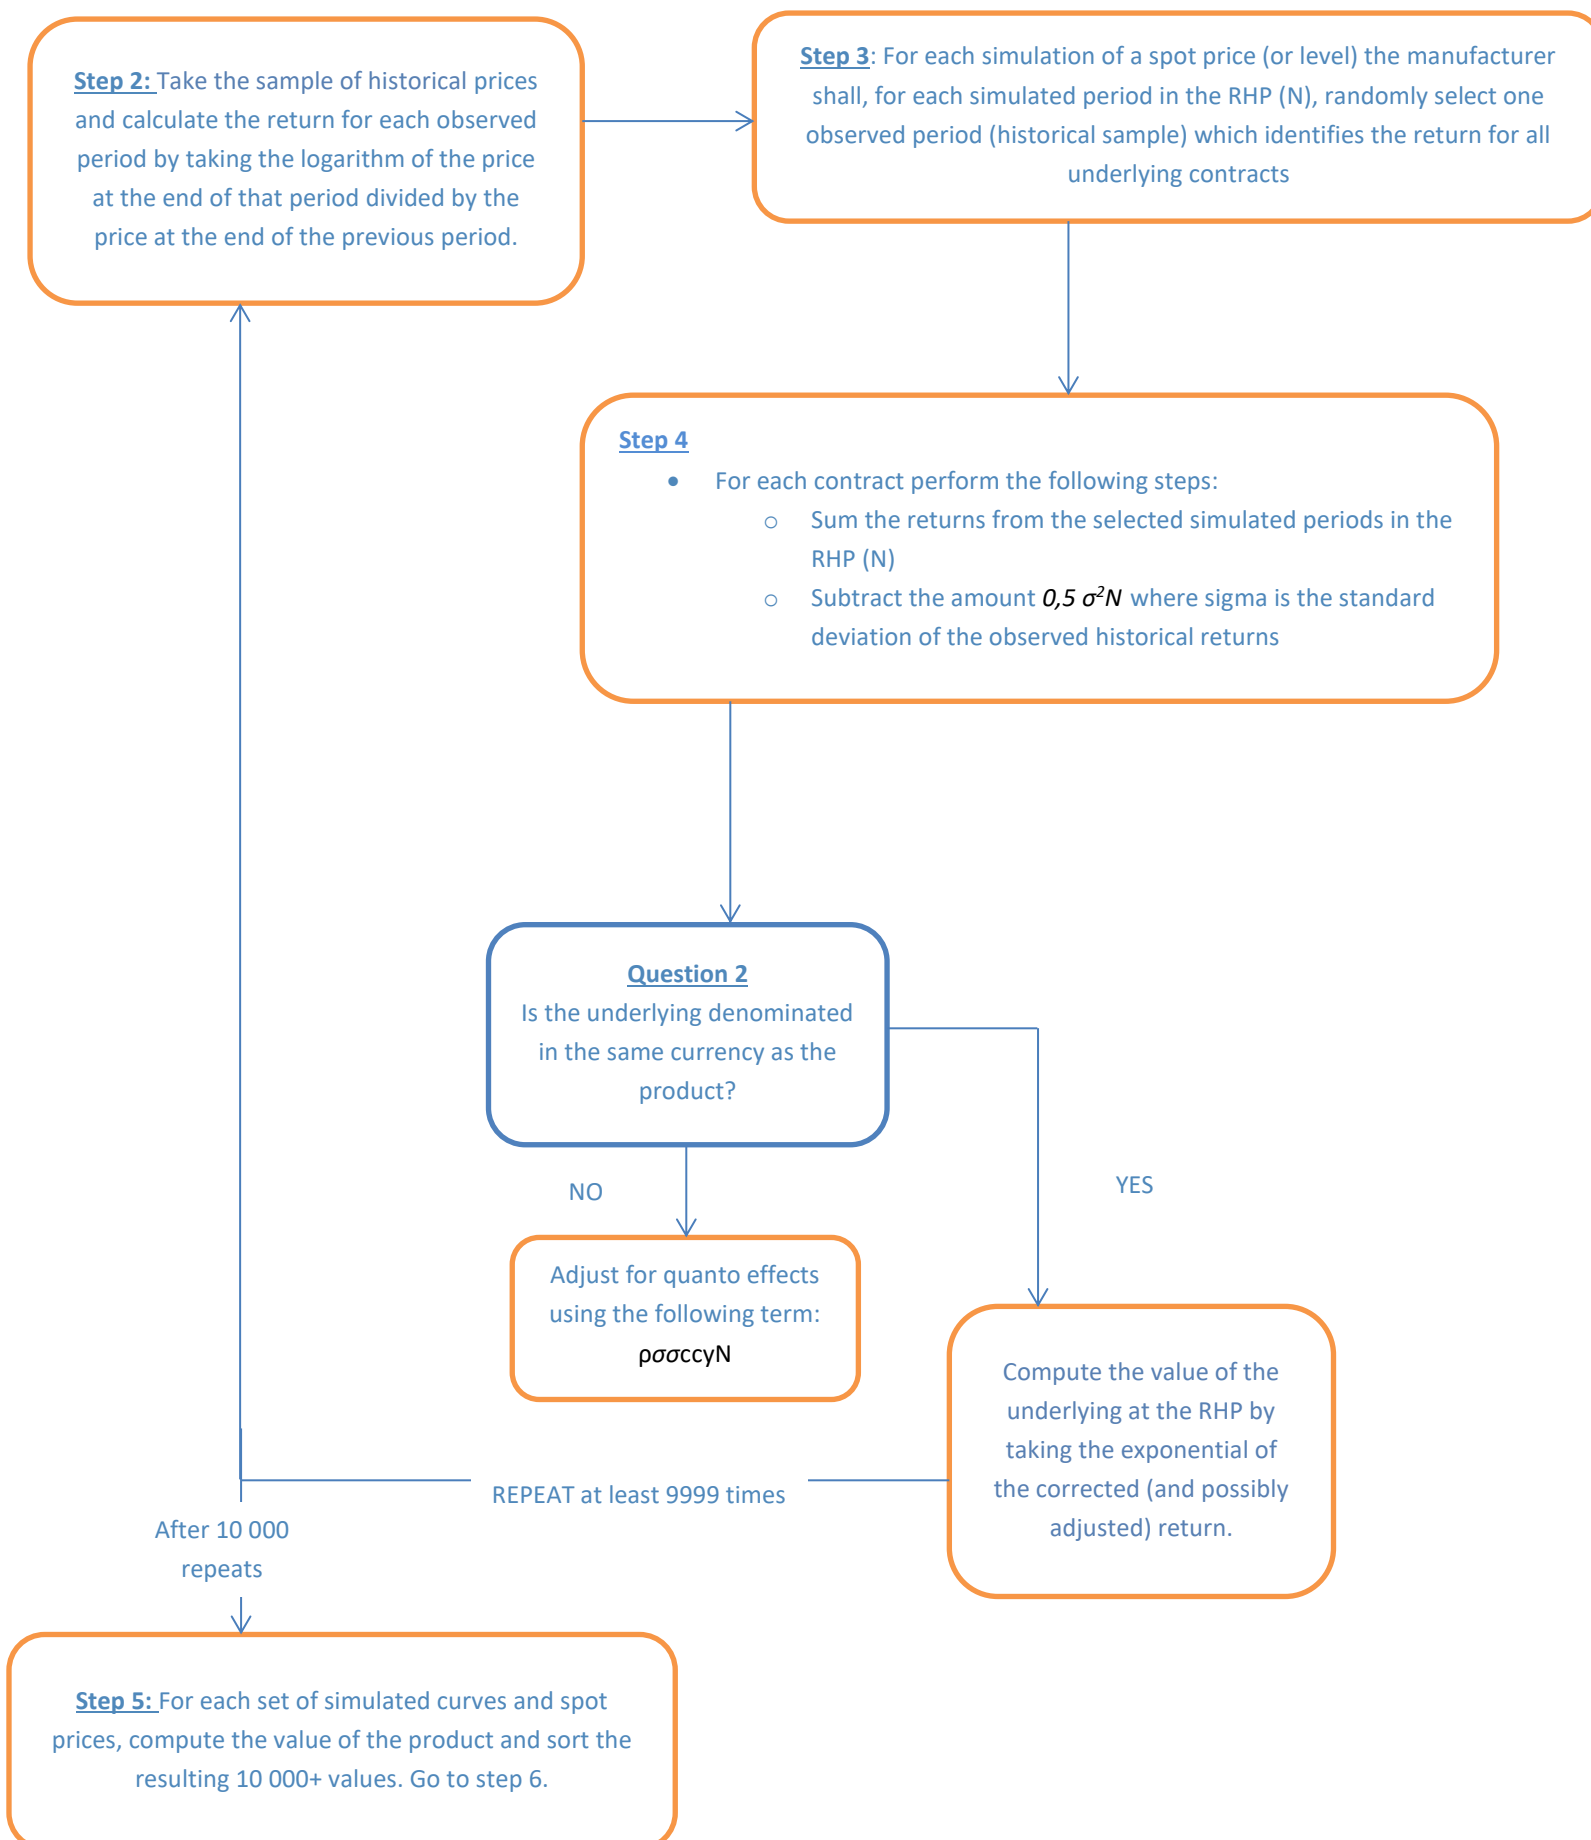 Step 2: Take the sample of historical prices
and calculate the return for each observed
period by taking the logarithm of the price
at the end of that period divided by the
price at the end of the previous period.
Step 3: For each simulation of a spot price (or level) the manufacturer
shall, for each simulated period in the RHP (N), randomly select one
observed period (historical sample) which identifies the return for all
underlying contracts
Step 4
• For each contract perform the following steps:
o Sum the returns from the selected simulated periods in the
RHP (N)
o Subtract the amount 0,5 σ²N where sigma is the standard
deviation of the observed historical returns
Question 2
Is the underlying denominated
in the same currency as the
product?
NO
YES
Adjust for quanto effects
using the following term:
ρσσccyN
Compute the value of the
underlying at the RHP by
taking the exponential of
the corrected (and possibly
adjusted) return.
REPEAT at least 9999 times
After 10 000
repeats
Step 5: For each set of simulated curves and spot
prices, compute the value of the product and sort the
resulting 10 000+ values. Go to step 6.